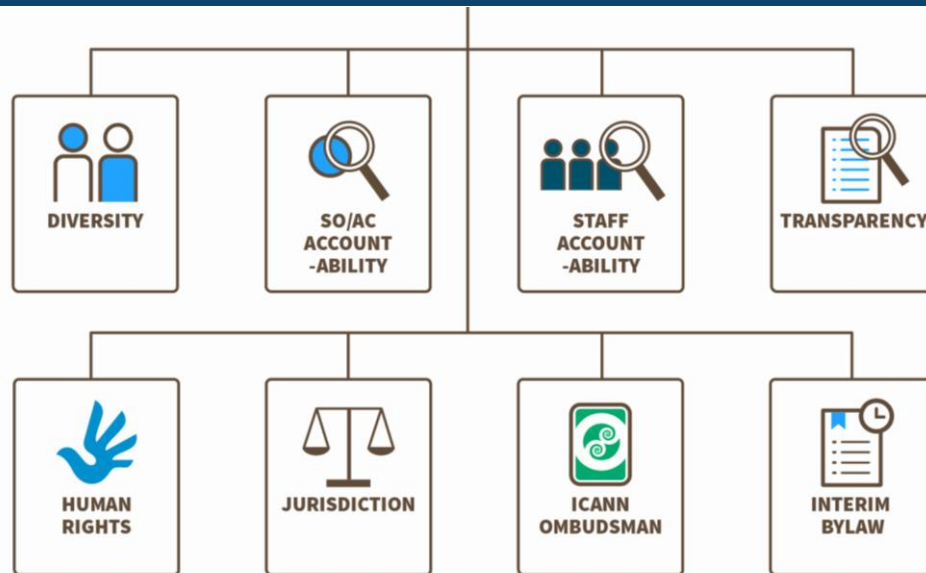 DIVERSITY
SO/AC
ACCOUNT
-ABILITY
STAFF
ACCOUNT
-ABILITY
TRANSPARENCY
HUMAN
RIGHTS
JURISDICTION
ICANN
OMBUDSMAN
INTERIM
BYLAW